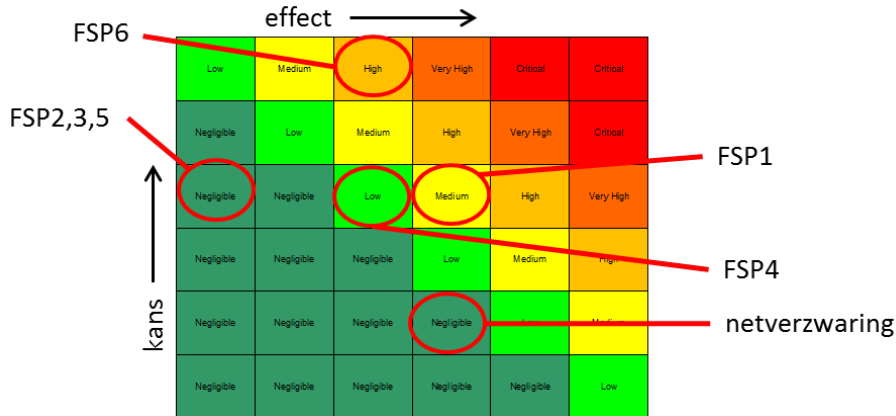 effect
FSP6
Low Medium High Very High Critical Critical
FSP2,3,5
Negligible Low Medium High Very High Critical
FSP1
Negligible Negligible Low Medium High Very High
kans
Negligible Negligible Negligible Low Medium High
FSP4
Negligible Negligible Negligible Negligible Low Medium
netverzwaring
Negligible Negligible Negligible Negligible Negligible Low